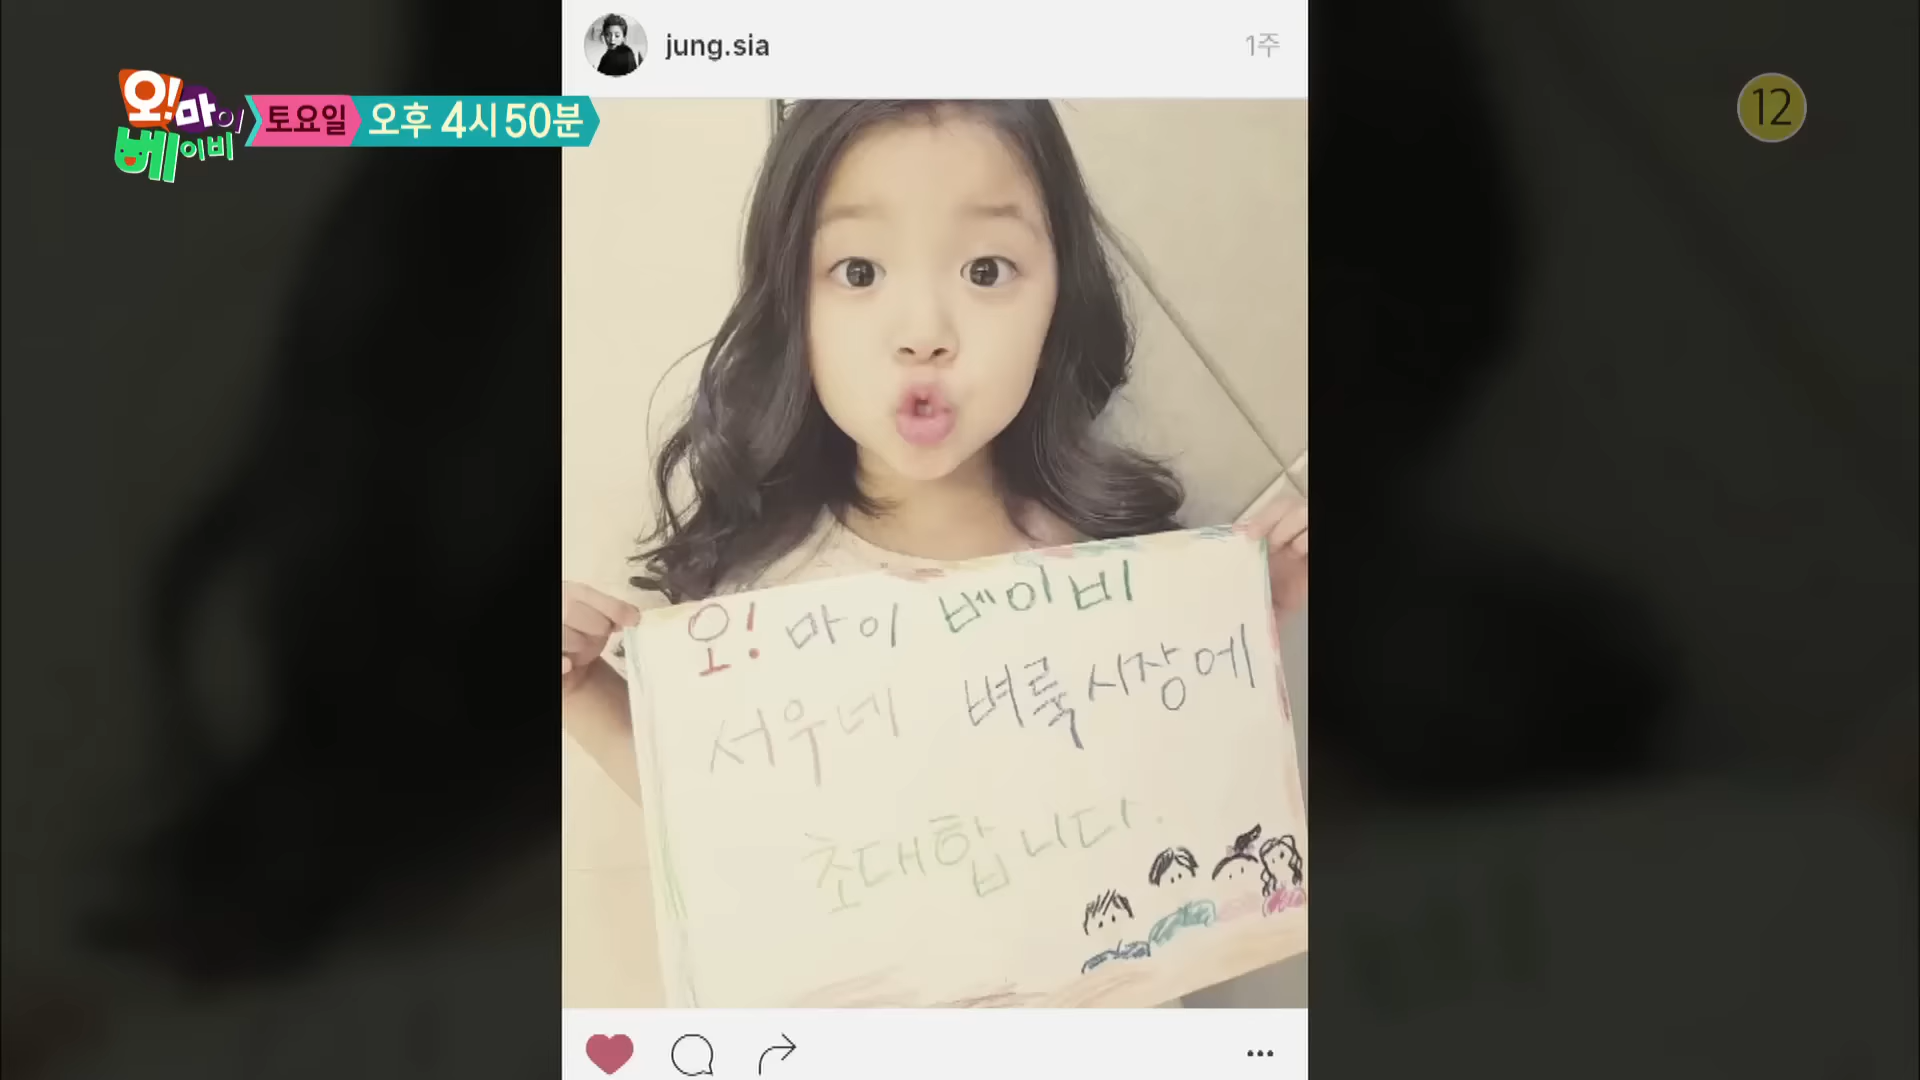 jung.sia
1주
오!마이
베이비
토요일 오후 4시 50분
12
오! 마이 베이비
서우네 벼룩시장에
초대합니다.